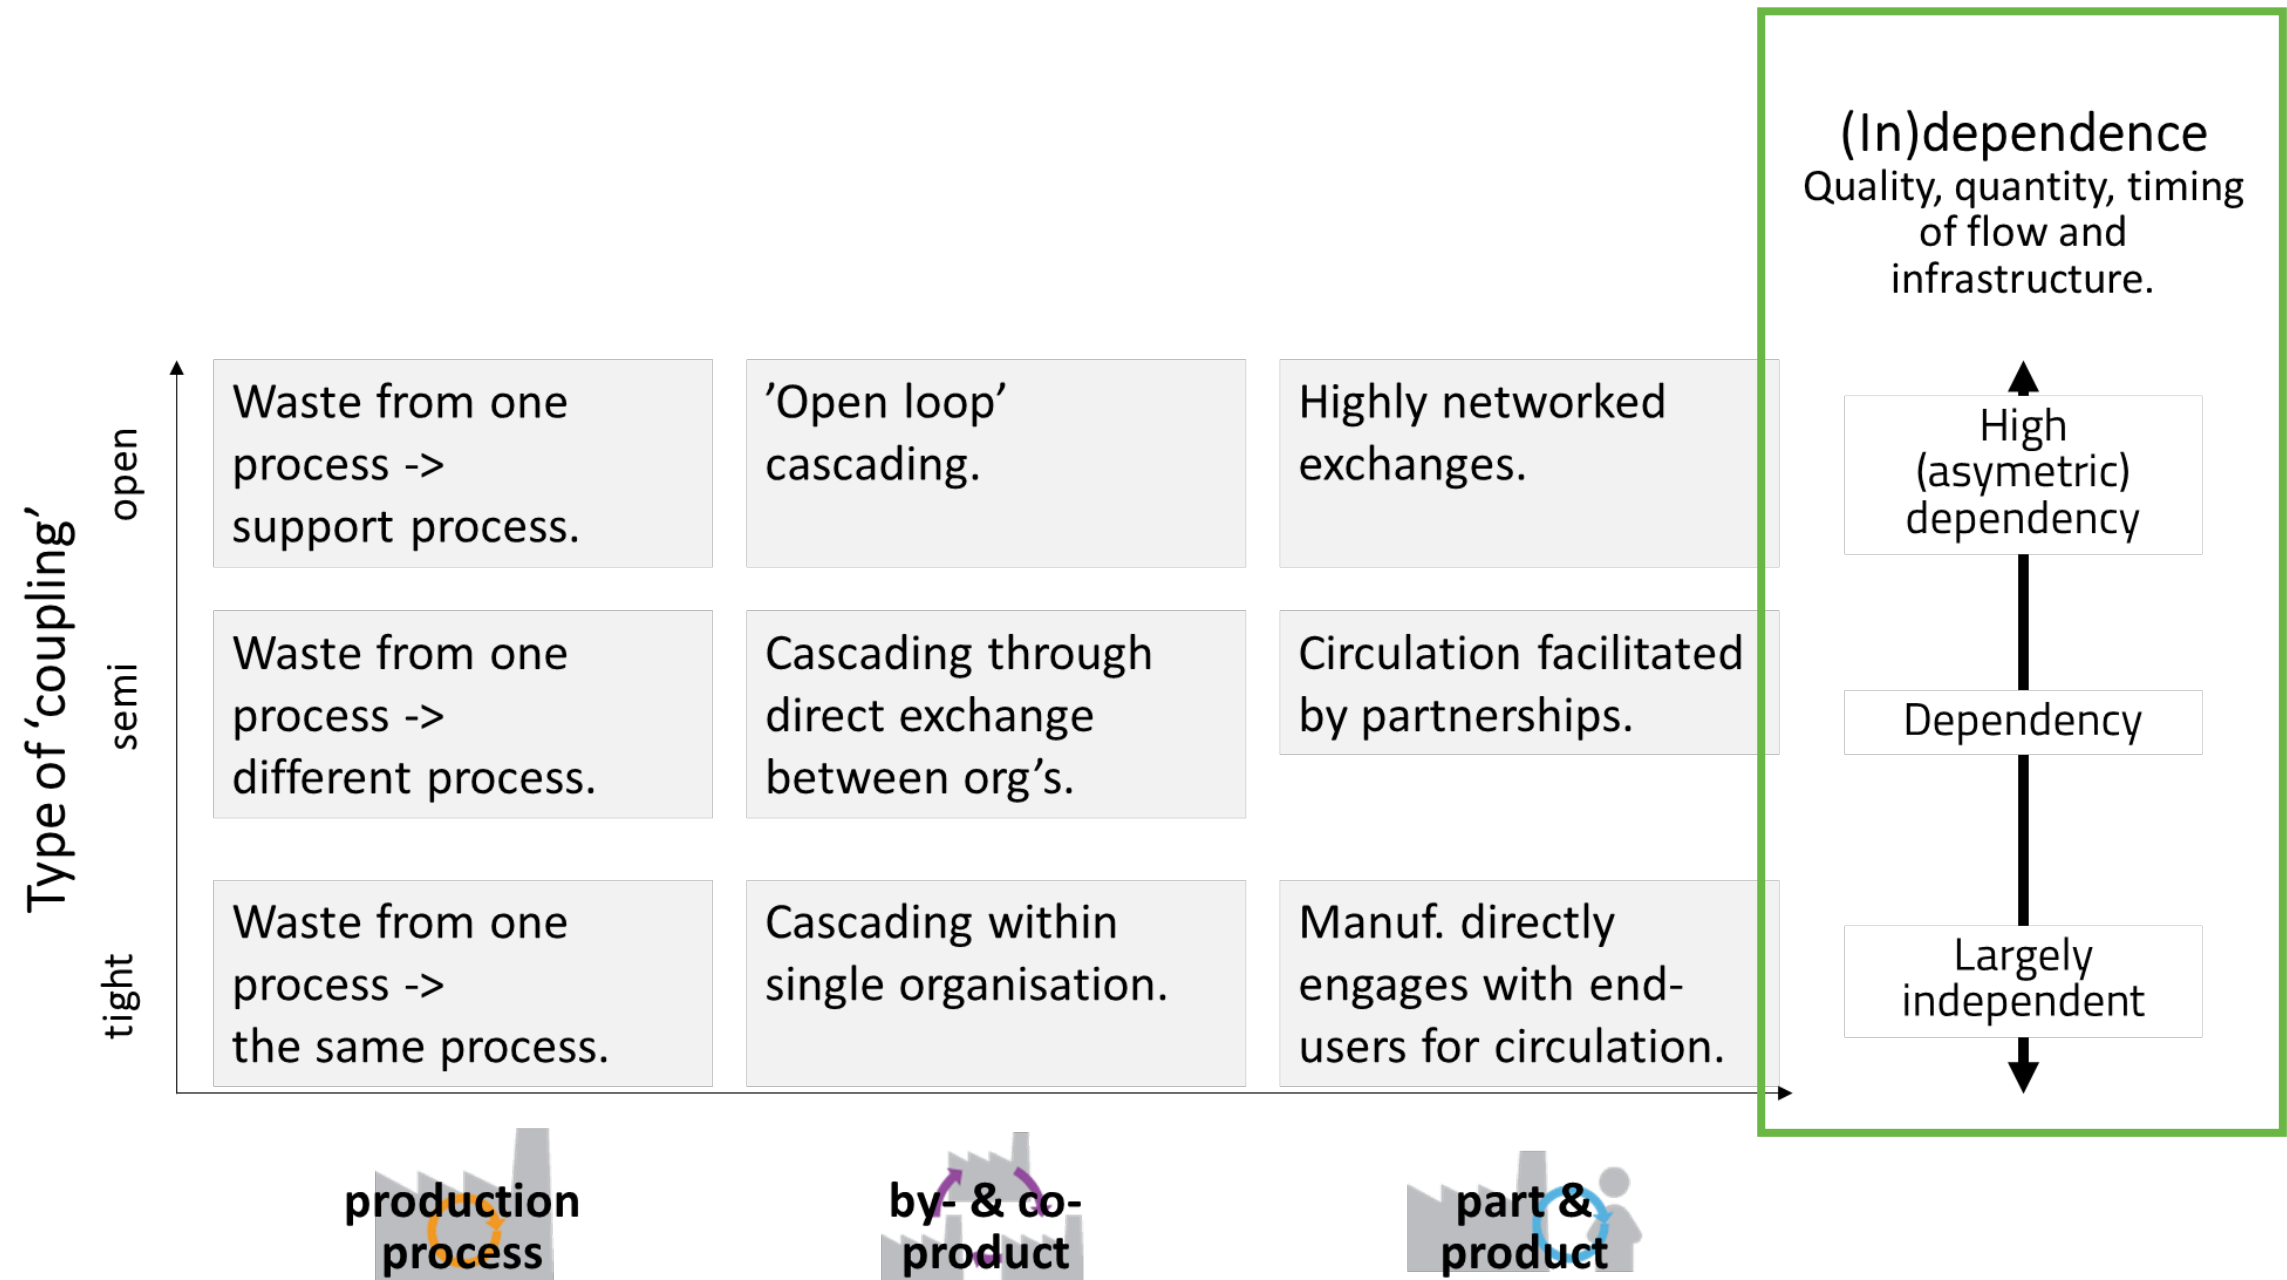 (In)dependence
Quality, quantity, timing
of flow and
infrastructure.
Type of ‘coupling’
open
Waste from one
process ->
support process.
’Open loop’
cascading.
Highly networked
exchanges.
High
(asymetric)
dependency
semi
Waste from one
process ->
different process.
Cascading through
direct exchange
between org’s.
Circulation facilitated
by partnerships.
Dependency
tight
Waste from one
process ->
the same process.
Cascading within
single organisation.
Manuf. directly
engages with end-
users for circulation.
Largely
independent
production
process
by- & co-
product
part &
product